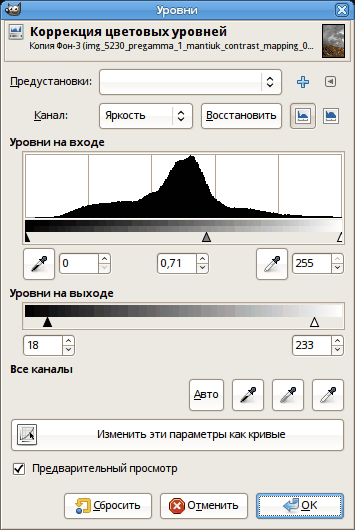 Уровни
Коррекция цветовых уровней
Копия Фон-3 (img_5230_pregamma_1_mantiuk_contrast_mapping_0...
Предустановки:
Канал: Яркость Восстановить
Уровни на входе
0 0,71 255
Уровни на выходе
18 233
Все каналы
Авто
Изменить эти параметры как кривые
Предварительный просмотр
Сбросить Отменить OK